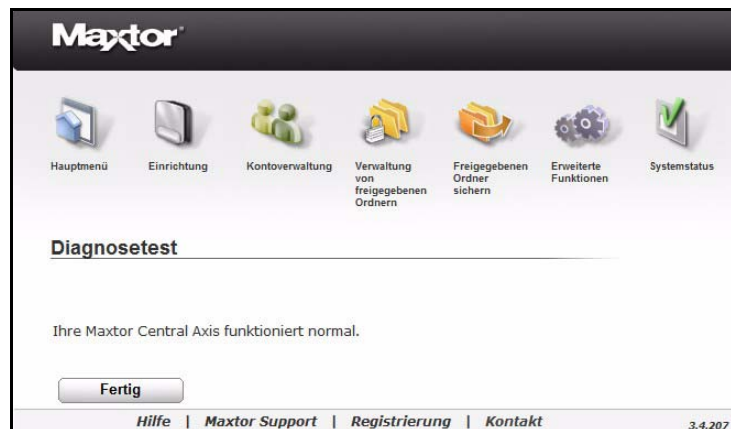 Maxtor
Hauptmenü
Einrichtung
Kontoverwaltung
Verwaltung
von
freigegebenen
Ordnern
Freigegebenen
Ordner
sichern
Erweiterte
Funktionen
Systemstatus
Diagnosetest
Ihre Maxtor Central Axis funktioniert normal.
Fertig
Hilfe | Maxtor Support | Registrierung | Kontakt
3.4.207